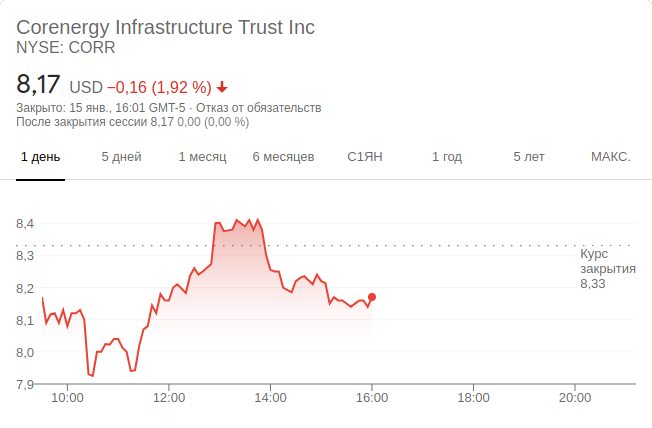 Corenergy Infrastructure Trust Inc
NYSE: CORR
8,17 USD −0,16 (1,92 %)
Закрыто: 15 янв., 16:01 GMT-5 · Отказ от обязательств
После закрытия сессии 8,17 0,00 (0,00 %)
1 день 5 дней 1 месяц 6 месяцев С1ЯН 1 год 5 лет МАКС.
8,4
8,3
8,2
8,1
8,0
7,9
Курс
закрытия
8,33
10:00 12:00 14:00 16:00 18:00 20:00